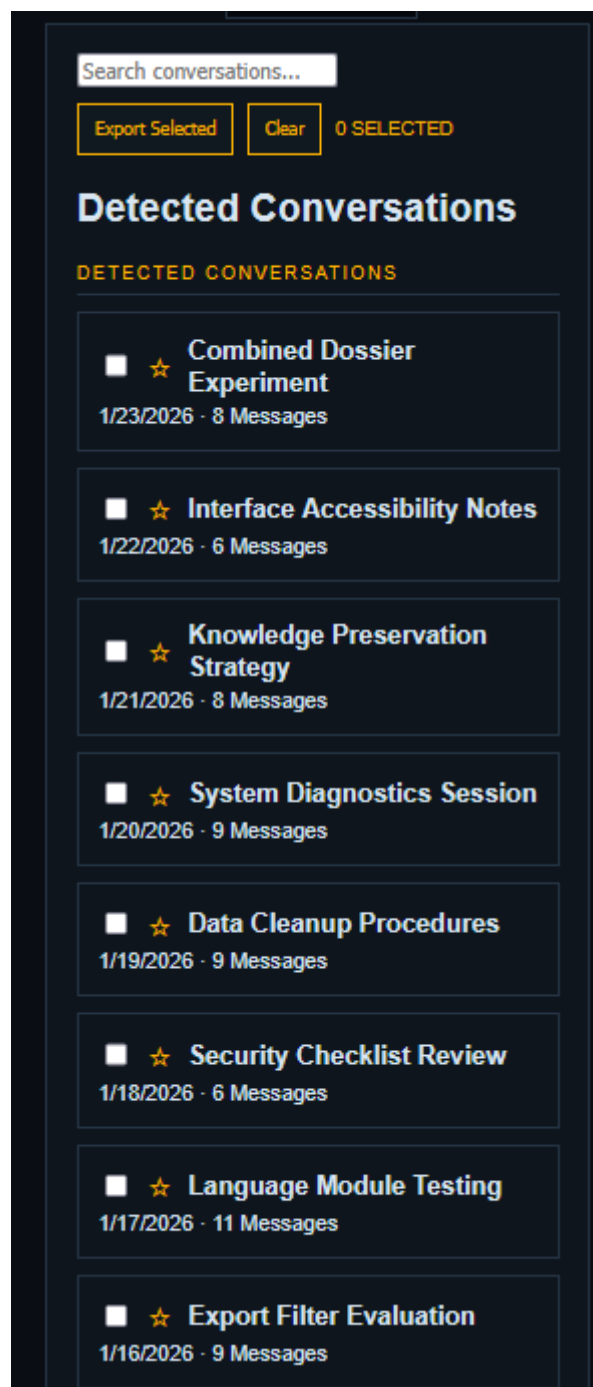 Search conversations...
Export Selected
Clear
0 SELECTED
Detected Conversations
DETECTED CONVERSATIONS
Combined Dossier
Experiment
1/23/2026 · 8 Messages
Interface Accessibility Notes
1/22/2026 · 6 Messages
Knowledge Preservation
Strategy
1/21/2026 · 8 Messages
System Diagnostics Session
1/20/2026 · 9 Messages
Data Cleanup Procedures
1/19/2026 · 9 Messages
Security Checklist Review
1/18/2026 · 6 Messages
Language Module Testing
1/17/2026 · 11 Messages
Export Filter Evaluation
1/16/2026 · 9 Messages